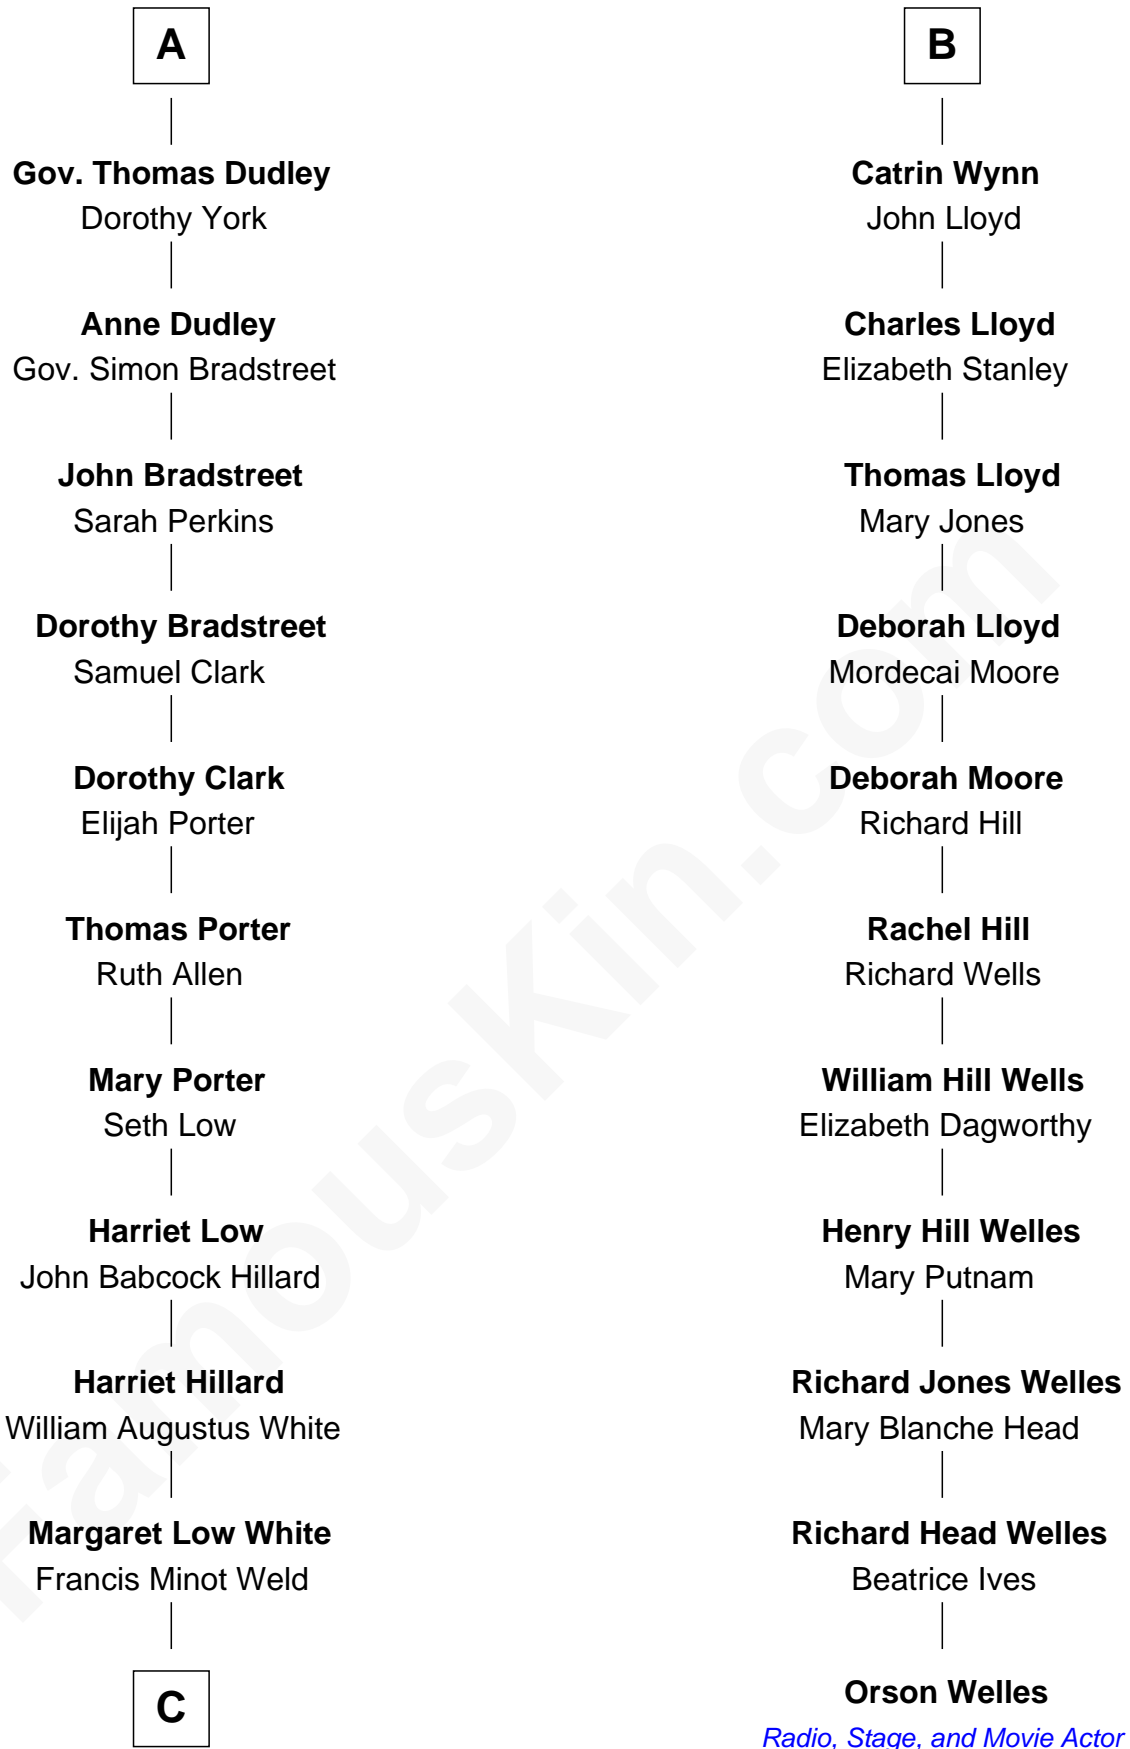 A
Gov. Thomas Dudley
Dorothy York
Anne Dudley
Gov. Simon Bradstreet
John Bradstreet
Sarah Perkins
Dorothy Bradstreet
Samuel Clark
Dorothy Clark
Elijah Porter
Thomas Porter
Ruth Allen
Mary Porter
Seth Low
Harriet Low
John Babcock Hillard
Harriet Hillard
William Augustus White
Margaret Low White
Francis Minot Weld
C
B
Catrin Wynn
John Lloyd
Charles Lloyd
Elizabeth Stanley
Thomas Lloyd
Mary Jones
Deborah Lloyd
Mordecai Moore
Deborah Moore
Richard Hill
Rachel Hill
Richard Wells
William Hill Wells
Elizabeth Dagworthy
Henry Hill Welles
Mary Putnam
Richard Jones Welles
Mary Blanche Head
Richard Head Welles
Beatrice Ives
Orson Welles
Radio, Stage, and Movie Actor
FamousKin.com